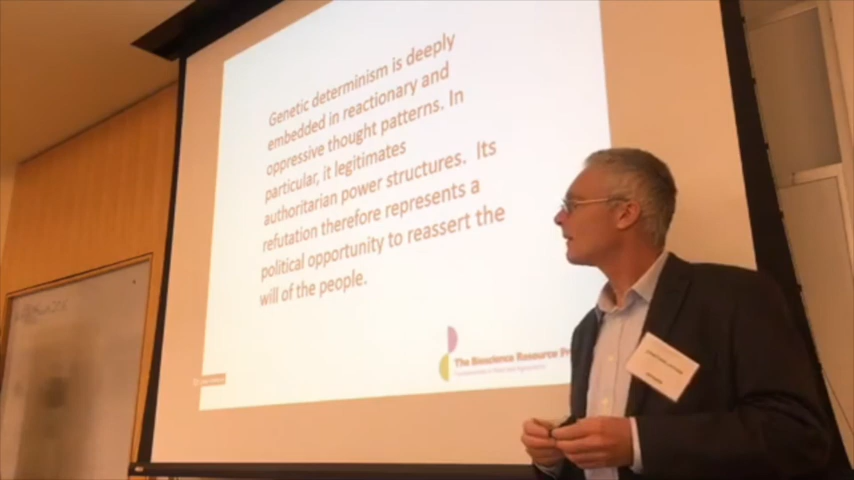 Genetic determinism is deeply
embedded in reactionary and
oppressive thought patterns. In
particular, it legitimates
authoritarian power structures. Its
refutation therefore represents a
political opportunity to reassert the
will of the people.
The Bioscience Resource